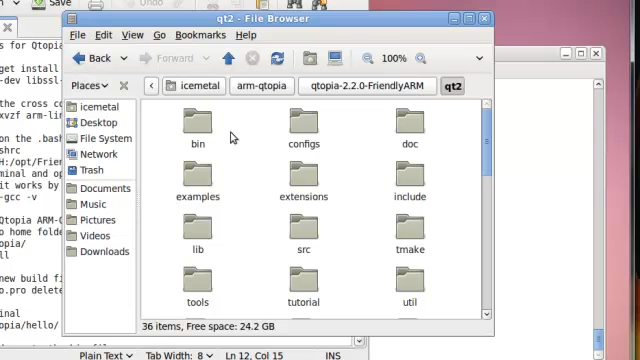 Save
Undo
qt2 - File Browser
File Edit View Go Bookmarks Help
Back Forward 100%
Places icemetal arm-qtopia qtopia-2.2.0-FriendlyARM qt2
icemetal
Desktop
File System
Network
Trash
Documents
Music
Pictures
Videos
Downloads
bin configs doc
examples extensions include
lib src tmake
tools tutorial util
36 items, Free space: 24.2 GB
s for Qtopia
get install
-dev libssl-
the cross co
xvzf arm-lin
on the .bash
shrc
H:/opt/Frien
minal and op
it works by
-gcc -v
Qtopia ARM-Q
o home folde
topia/
ll
new build fi
o.pro delete
inal
topia/hello/
Plain Text Tab Width: 8 Ln 12, Col 15 INS